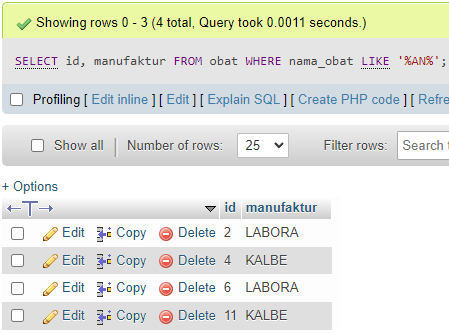 Showing rows 0 - 3 (4 total, Query took 0.0011 seconds.)
SELECT id, manufaktur FROM obat WHERE nama_obat LIKE '%AN%';
Profiling [ Edit inline ] [ Edit ] [ Explain SQL ] [ Create PHP code ] [ Refre
Show all Number of rows: 25 Filter rows: Search t
+ Options
←T→ id manufaktur
Edit Copy Delete 2 LABORA
Edit Copy Delete 4 KALBE
Edit Copy Delete 6 LABORA
Edit Copy Delete 11 KALBE